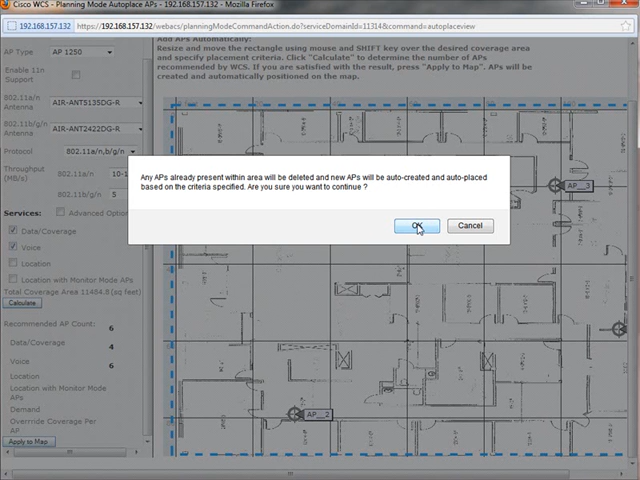 Cisco WCS - Planning Mode Autoplace APs - 192.168.157.132 - Mozilla Firefox
192.168.157.132 https://192.168.157.132/webacs/planningModeCommandAction.do?serviceDomainId=11314&command=autoplaceview
AP Type AP 1250
Add APs Automatically:
Resize and move the rectangle using mouse and SHIFT key over the desired coverage
area and specify placement criteria. Click "Calculate" to determine the number of APs
recommended by WCS. If you are satisfied with the result, press "Apply to Map". APs will be
created and automatically positioned on the map.
Enable 11n
Support
802.11a/n
Antenna
AIR-ANT5135DG-R
802.11b/g/n
Antenna
AIR-ANT2422DG-R
Protocol 802.11a/n,b/g/n
Throughput
(MB/s)
802.11a/n 10-1
802.11b/g/n 5
Services: Advanced Option
Data/Coverage
Voice
Location
Location with Monitor Mode APs
Total Coverage Area 11484.8 (sq feet)
Calculate
Recommended AP Count: 6
Data/Coverage 4
Voice 6
Location
Location with Monitor Mode
APs
Demand
Override Coverage Per
AP
Apply to Map
Any APs already present within area will be deleted and new APs will be auto-created and auto-placed
based on the criteria specified. Are you sure you want to continue ?
OK Cancel
AP__3
AP__2